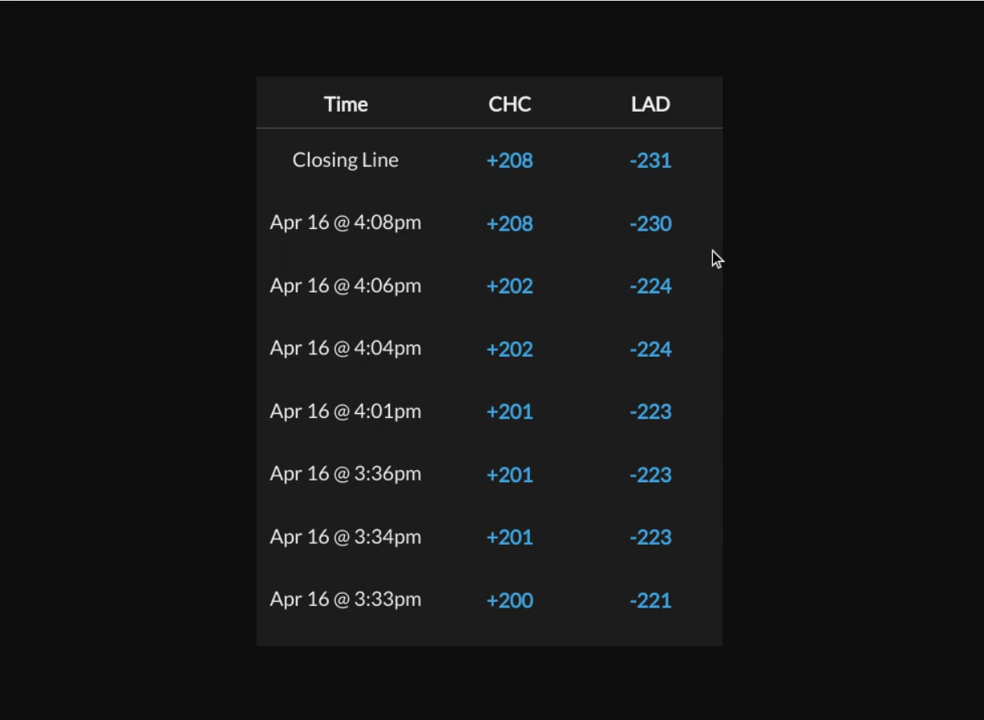 Time CHC LAD
Closing Line +208 -231
Apr 16 @ 4:08pm +208 -230
Apr 16 @ 4:06pm +202 -224
Apr 16 @ 4:04pm +202 -224
Apr 16 @ 4:01pm +201 -223
Apr 16 @ 3:36pm +201 -223
Apr 16 @ 3:34pm +201 -223
Apr 16 @ 3:33pm +200 -221